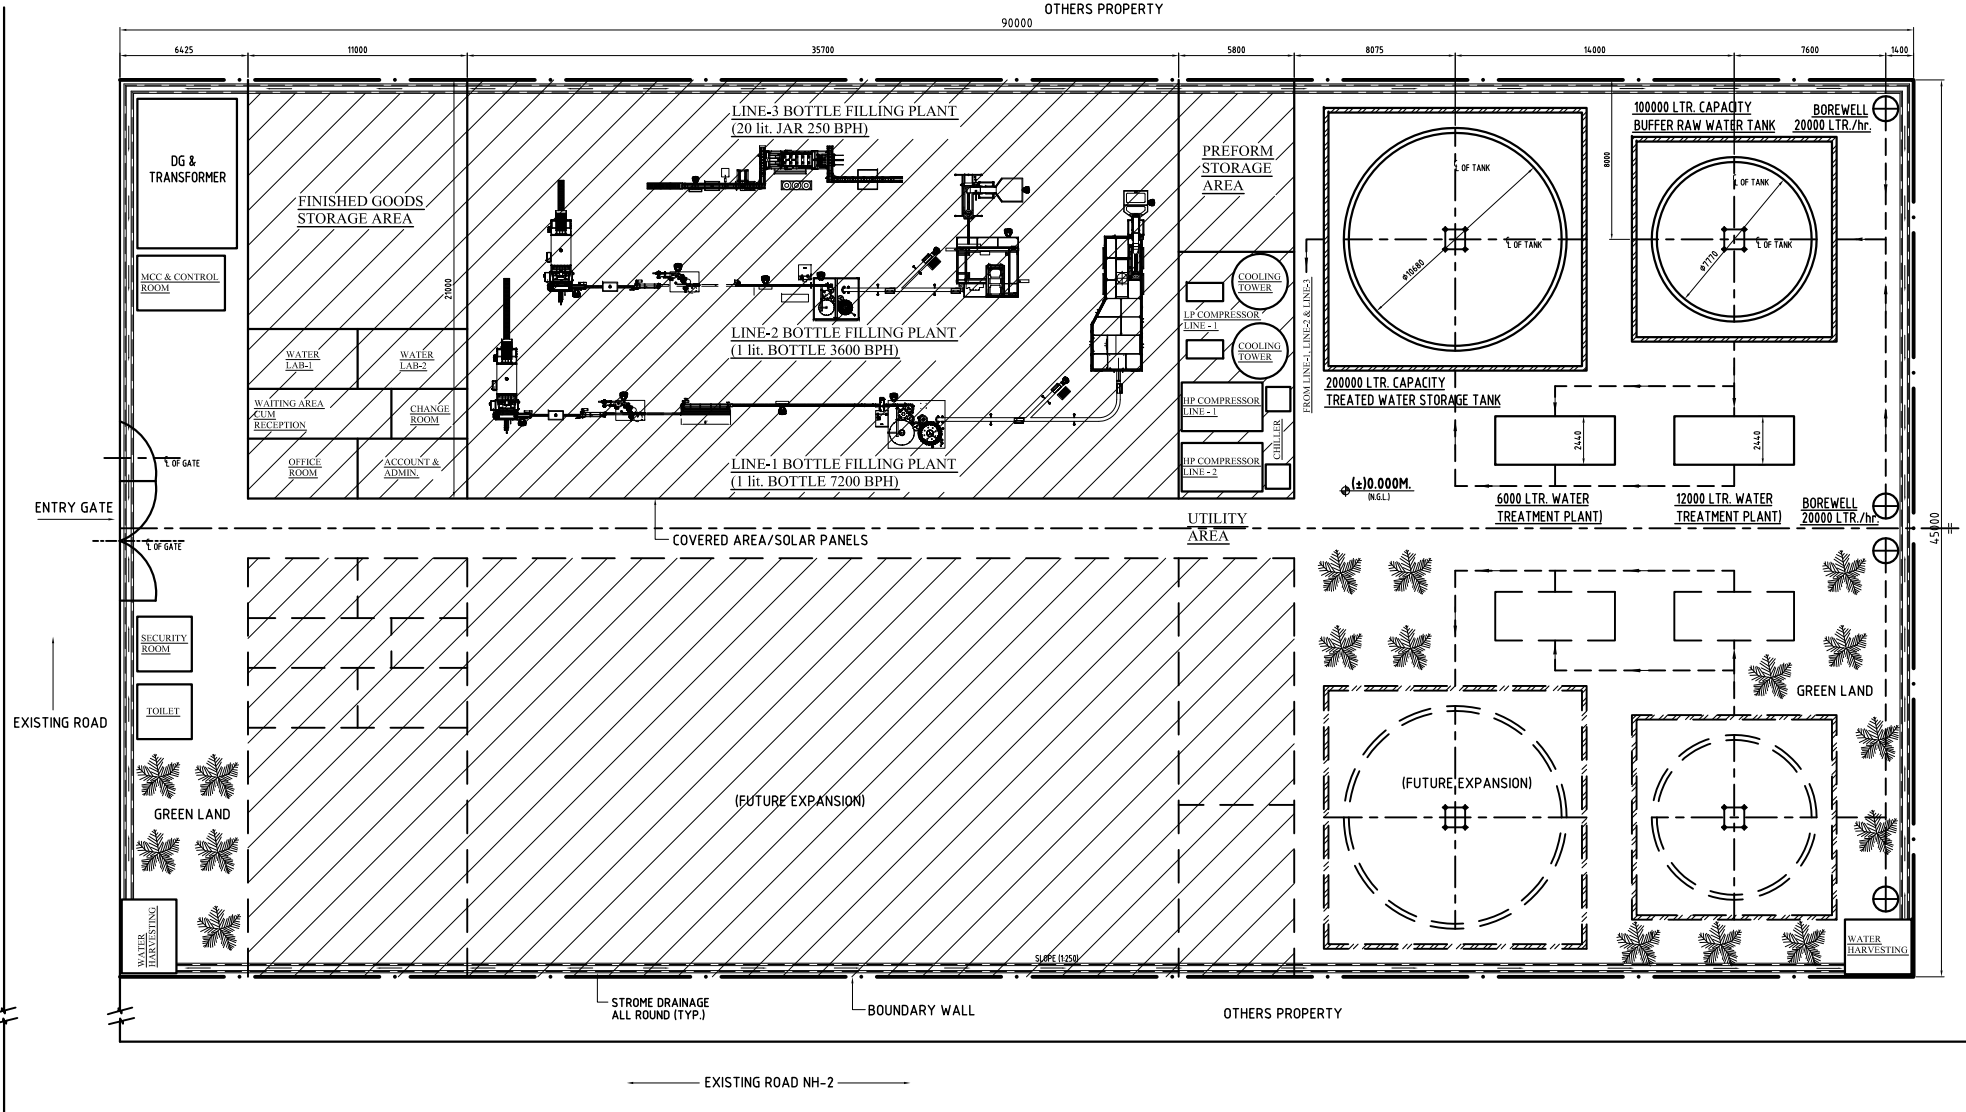 OTHERS PROPERTY
90000
6425
11000
35700
5800
8075
14000
7600
1400
DG &
TRANSFORMER
MCC & CONTROL
ROOM
FINISHED GOODS
STORAGE AREA
21000
WATER
LAB-1
WATER
LAB-2
WAITING AREA
CUM
RECEPTION
CHANGE
ROOM
OFFICE
ROOM
ACCOUNT &
ADMIN.
LINE-3 BOTTLE FILLING PLANT
(20 lit. JAR 250 BPH)
LINE-2 BOTTLE FILLING PLANT
(1 lit. BOTTLE 3600 BPH)
LINE-1 BOTTLE FILLING PLANT
(1 lit. BOTTLE 7200 BPH)
PREFORM
STORAGE
AREA
COOLING
TOWER
LP COMPRESSOR
LINE - 1
COOLING
TOWER
HP COMPRESSOR
LINE - 1
CHILLER
HP COMPRESSOR
LINE - 2
FROM LINE-1, LINE-2 & LINE-3
℄ OF TANK
℄ OF TANK
Φ10680
200000 LTR. CAPACITY
TREATED WATER STORAGE TANK
8000
100000 LTR. CAPACITY
BUFFER RAW WATER TANK
℄ OF TANK
℄ OF TANK
Φ7770
BOREWELL
20000 LTR./hr.
2440
2440
6000 LTR. WATER
TREATMENT PLANT)
12000 LTR. WATER
TREATMENT PLANT)
BOREWELL
20000 LTR./hr.
(±)0.000M.
(N.G.L.)
UTILITY
AREA
45000
COVERED AREA/SOLAR PANELS
℄ OF GATE
ENTRY GATE
℄ OF GATE
SECURITY
ROOM
TOILET
EXISTING ROAD
GREEN LAND
WATER
HARVESTING
(FUTURE EXPANSION)
(FUTURE EXPANSION)
GREEN LAND
WATER
HARVESTING
SLOPE (1:250)
STROME DRAINAGE
ALL ROUND (TYP.)
BOUNDARY WALL
OTHERS PROPERTY
EXISTING ROAD NH-2